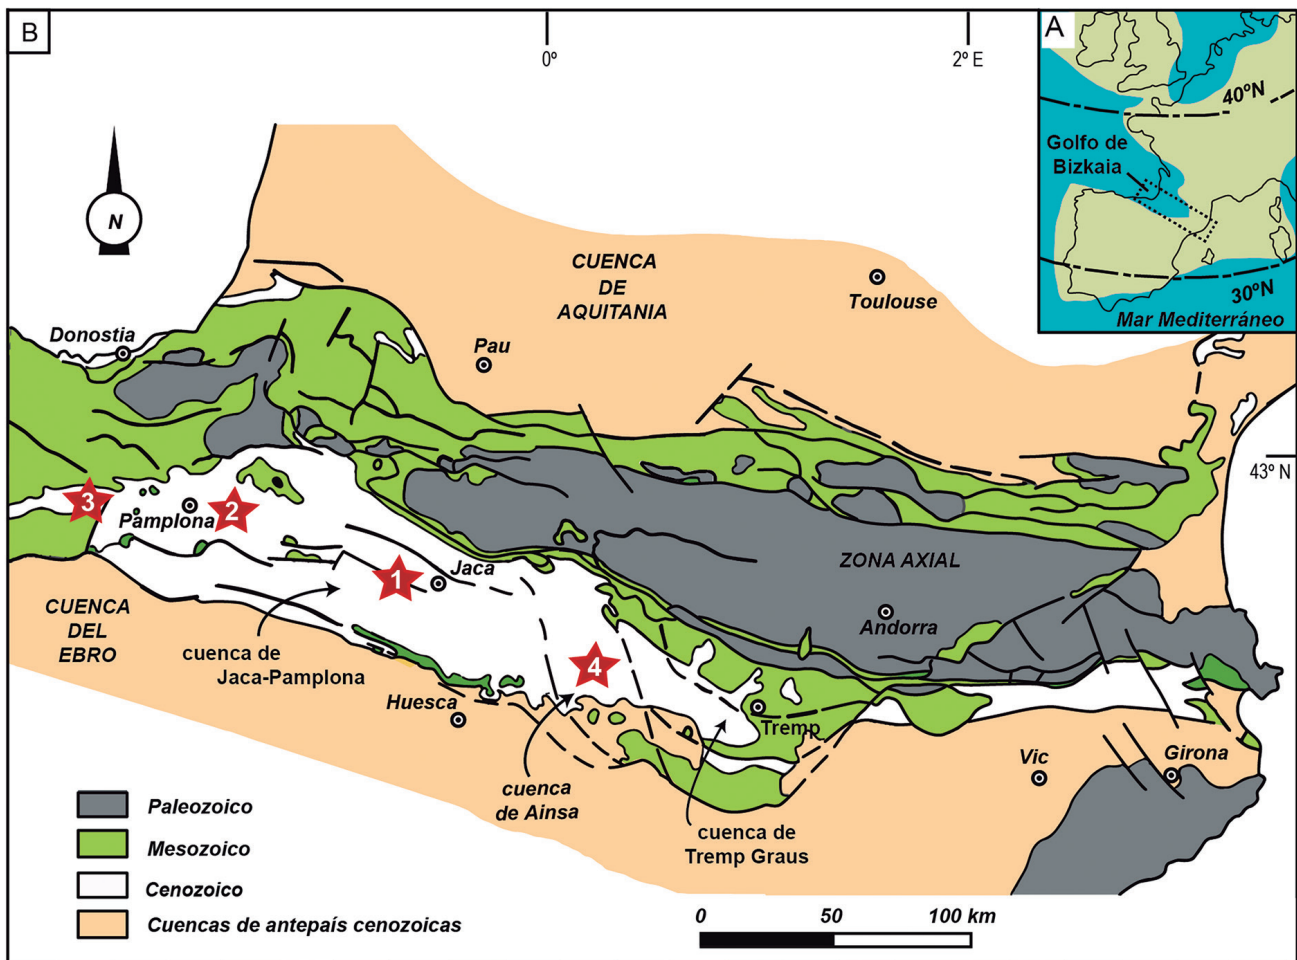 B
0º
2º E
A
40ºN
Golfo de
Bizkaia
30ºN
Mar Mediterráneo
N
CUENCA
DE
AQUITANIA
Toulouse
Donostia
Pau
43º N
3
Pamplona
2
ZONA AXIAL
1
Jaca
CUENCA
DEL
EBRO
Andorra
cuenca de
Jaca-Pamplona
4
Huesca
Tremp
Vic
Girona
cuenca
de Ainsa
cuenca de
Tremp Graus
Paleozoico
Mesozoico
Cenozoico
Cuencas de antepaís cenozoicas
0
50
100 km